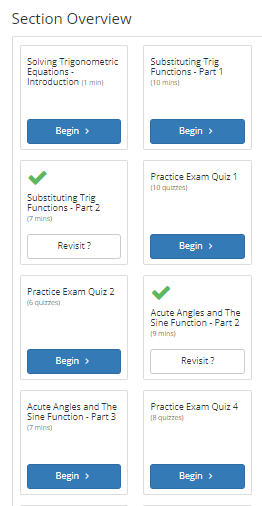 Section Overview
Solving Trigonometric
Equations -
Introduction (1 min)
Begin >
Substituting Trig
Functions - Part 1
(10 mins)
Begin >
Substituting Trig
Functions - Part 2
(7 mins)
Revisit ?
Practice Exam Quiz 1
(10 quizzes)
Begin >
Practice Exam Quiz 2
(6 quizzes)
Begin >
Acute Angles and The
Sine Function - Part 2
(9 mins)
Revisit ?
Acute Angles and The
Sine Function - Part 3
(7 mins)
Begin >
Practice Exam Quiz 4
(8 quizzes)
Begin >